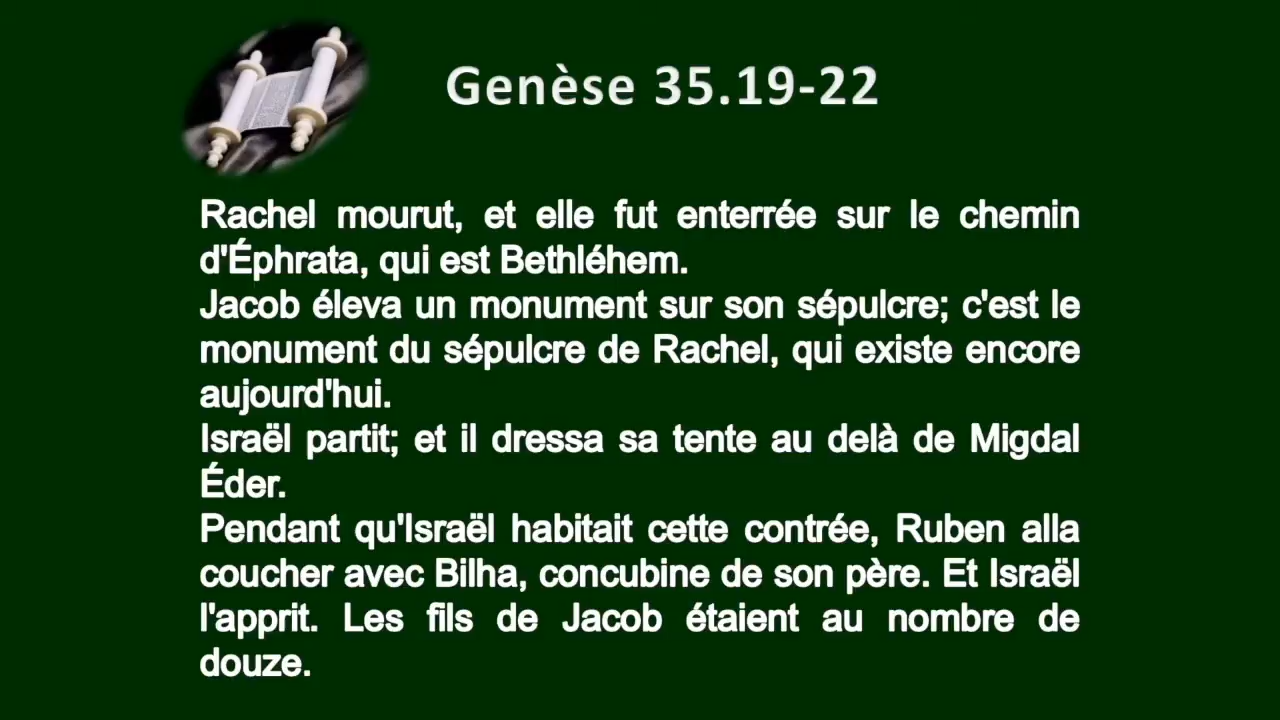 Genèse 35.19-22
Rachel mourut, et elle fut enterrée sur le chemin
d'Éphrata, qui est Bethléhem.
Jacob éleva un monument sur son sépulcre; c'est le
monument du sépulcre de Rachel, qui existe encore
aujourd'hui.
Israël partit; et il dressa sa tente au delà de Migdal
Éder.
Pendant qu'Israël habitait cette contrée, Ruben alla
coucher avec Bilha, concubine de son père. Et Israël
l'apprit. Les fils de Jacob étaient au nombre de
douze.